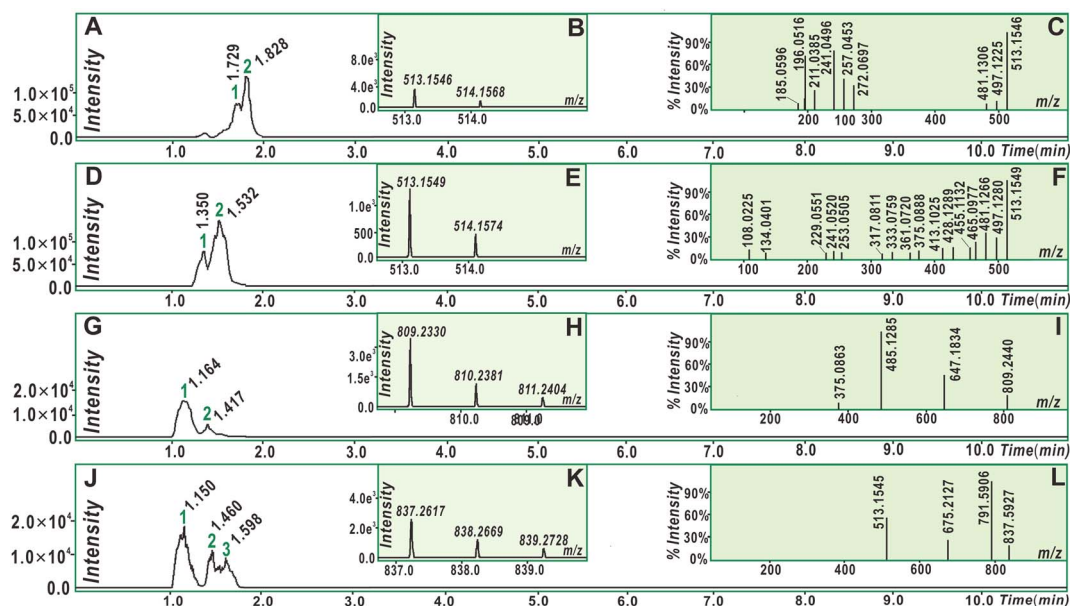 A
Intensity
1.0×10⁵
5.0×10⁴
0.0
1 1.729
2 1.828
1.0 2.0 3.0 4.0 5.0 6.0 7.0 8.0 9.0 10.0 Time(min)
B
Intensity
8.0e³
4.0
0.0
513.1546
514.1568
m/z
513.0 514.0
C
% Intensity
90%
60%
30%
0%
185.0596
196.0516
211.0385
241.0496
257.0453
272.0697
481.1306
497.1225
513.1546
200 100 300 400 500
m/z
D
Intensity
1.0×10⁵
5.0×10⁴
0.0
1 1.350
2 1.532
1.0 2.0 3.0 4.0 5.0 6.0 7.0 8.0 9.0 10.0 Time(min)
E
Intensity
1.0e³
500
0.0
513.1549
514.1574
m/z
513.0 514.0
F
% Intensity
90%
60%
30%
0%
108.0225
134.0401
229.0551
241.0520
253.0505
317.0811
333.0759
361.0720
375.0888
413.1025
428.1289
455.1132
465.0977
481.1266
497.1280
513.1549
100 200 300 400 500
m/z
G
Intensity
2.0×10⁴
1.0×10⁴
0.0
1 1.164
2 1.417
1.0 2.0 3.0 4.0 5.0 6.0 7.0 8.0 9.0 10.0 Time(min)
H
Intensity
3.0e³
1.5e³
0.0
809.2330
810.2381
811.2404
m/z
810.0
I
% Intensity
90%
60%
30%
0%
375.0863
485.1285
647.1834
809.2440
200 400 600 800
m/z
J
Intensity
2.0×10⁴
1.0×10⁴
0.0
1 1.150
2 1.460
3 1.598
1.0 2.0 3.0 4.0 5.0 6.0 7.0 8.0 9.0 10.0 Time(min)
K
Intensity
4.0e³
2.0
0.0
837.2617
838.2669
839.2728
m/z
837.0 838.0 839.0
L
% Intensity
90%
60%
30%
0%
513.1545
675.2127
791.5906
837.5927
200 400 600 800
m/z